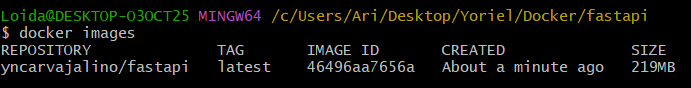 Loida@DESKTOP-O3OCT25 MINGW64 /c/Users/Ari/Desktop/Yoriel/Docker/fastapi
$ docker images
REPOSITORY TAG IMAGE ID CREATED SIZE
yncarvajalino/fastapi latest 46496aa7656a About a minute ago 219MB